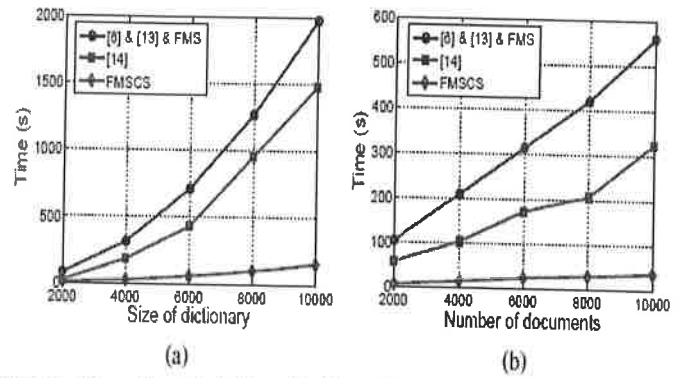 2000
1500
1000
500
0
Time (s)
[6] & [13] & FMS
[14]
FMSCS
2000 4000 6000 8000 10000
Size of dictionary
(a)
600
500
400
300
200
100
0
Time (s)
[6] & [13] & FMS
[14]
FMSCS
2000 4000 6000 8000 10000
Number of documents
(b)